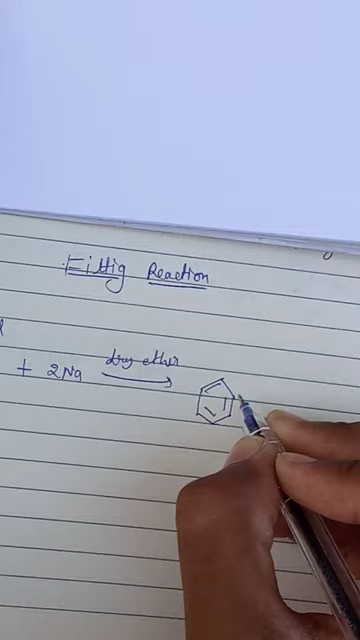 Fittig Reaction
+ 2Na dry ether